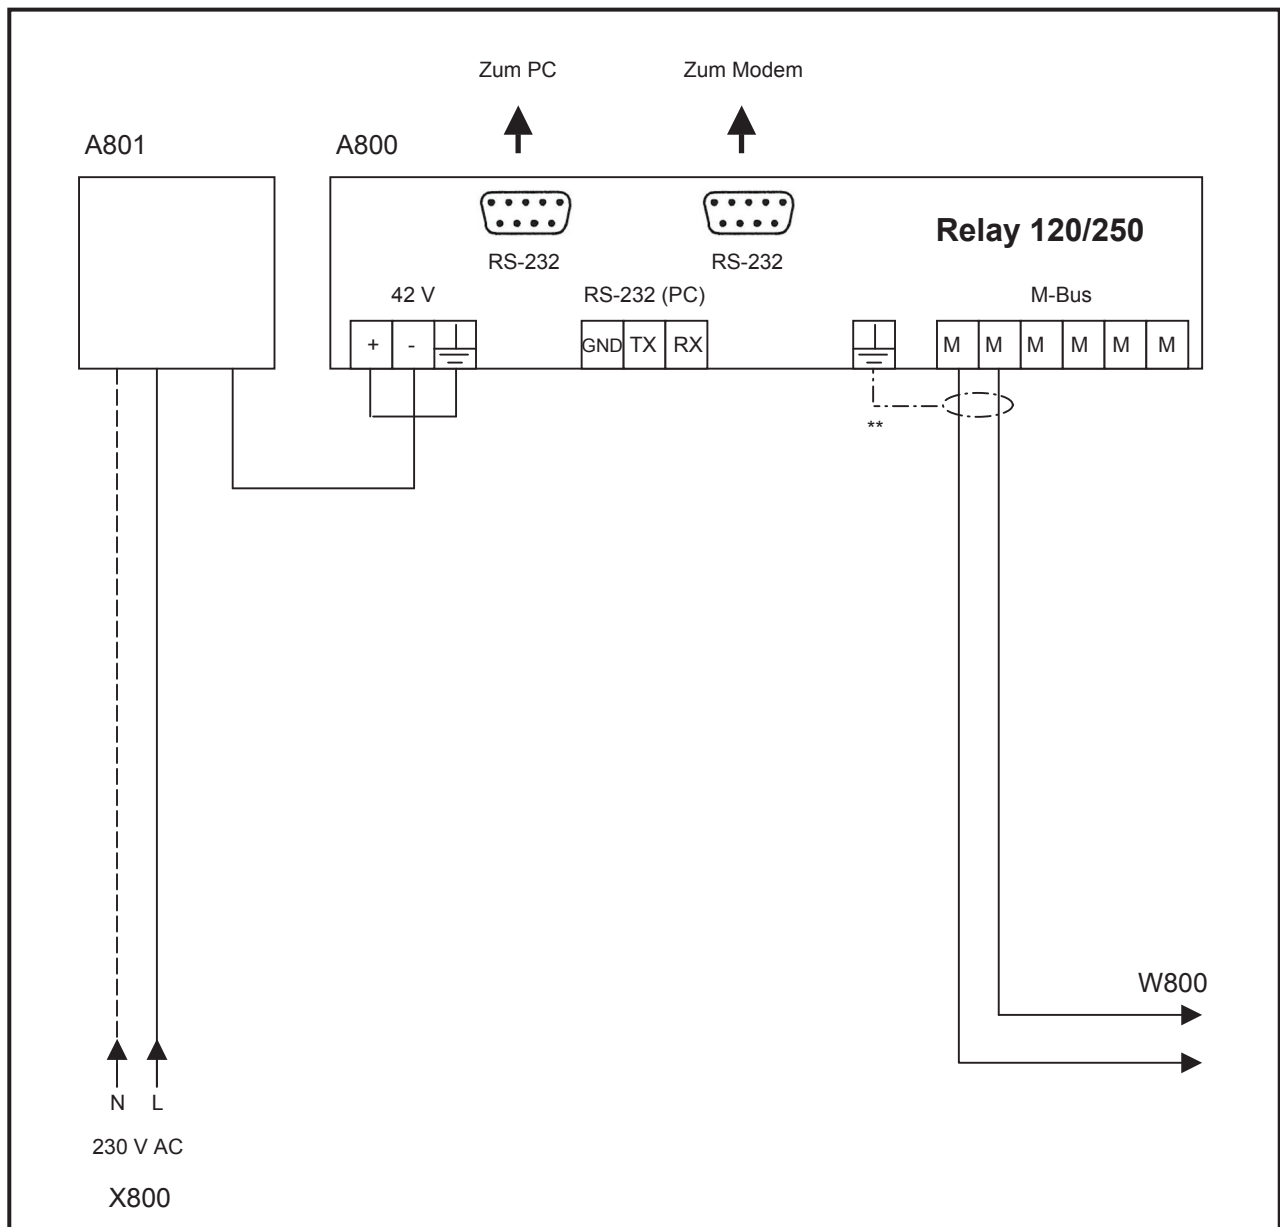 Zum PC Zum Modem
A801 A800
Relay 120/250
RS-232 RS-232
42 V RS-232 (PC) M-Bus
+ - GND TX RX M M M M M M
**
W800
N L
230 V AC
X800